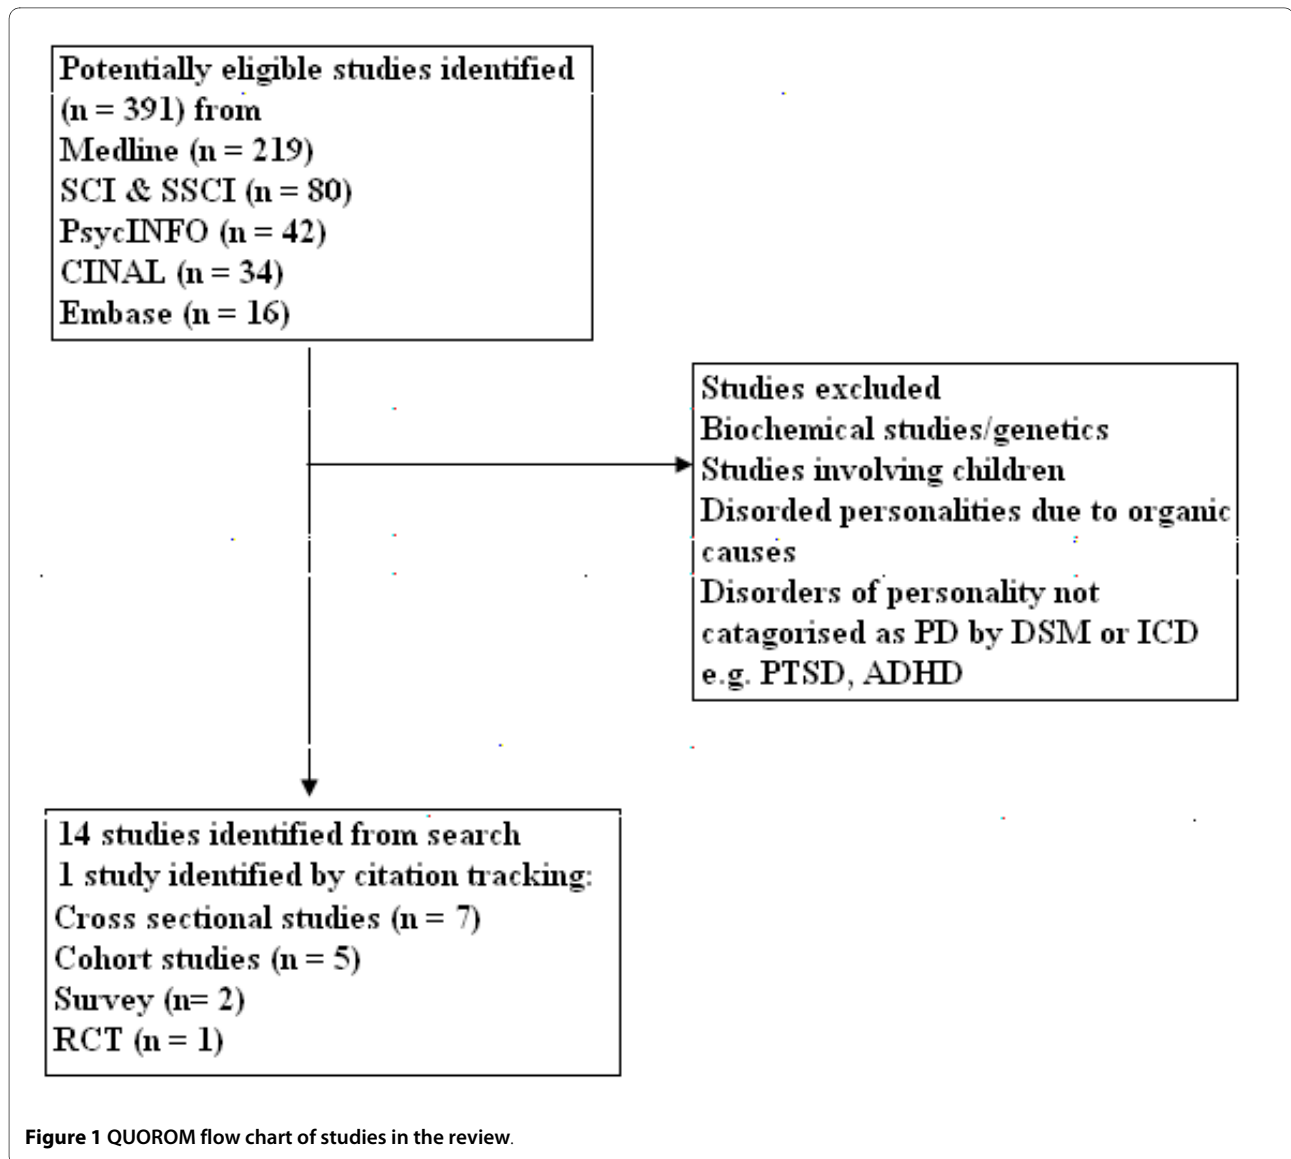 Potentially eligible studies identified
(n = 391) from
Medline (n = 219)
SCI & SSCI (n = 80)
PsycINFO (n = 42)
CINAL (n = 34)
Embase (n = 16)
Studies excluded
Biochemical studies/genetics
Studies involving children
Disorded personalities due to organic
causes
Disorders of personality not
catagorised as PD by DSM or ICD
e.g. PTSD, ADHD
14 studies identified from search
1 study identified by citation tracking:
Cross sectional studies (n = 7)
Cohort studies (n = 5)
Survey (n= 2)
RCT (n = 1)
Figure 1 QUOROM flow chart of studies in the review.